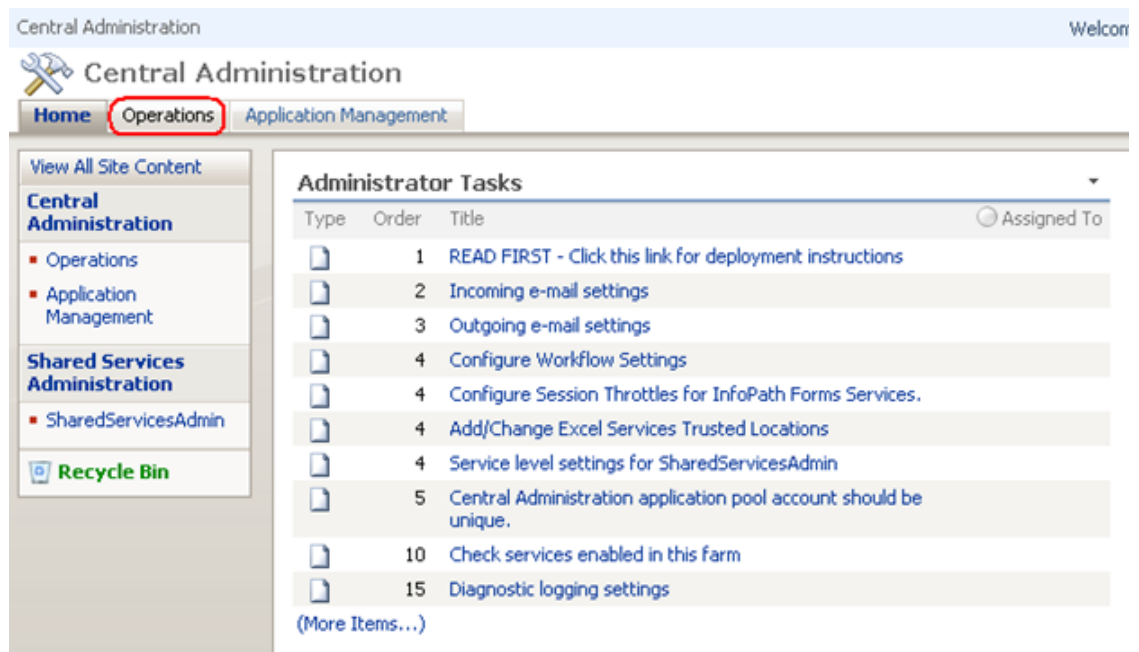 Central Administration
Central Administration
Home Operations Application Management
View All Site Content
Central
Administration
Operations
Application
Management
Shared Services
Administration
SharedServicesAdmin
Recycle Bin
Administrator Tasks
Type Order Title Assigned To
1 READ FIRST - Click this link for deployment instructions
2 Incoming e-mail settings
3 Outgoing e-mail settings
4 Configure Workflow Settings
4 Configure Session Throttles for InfoPath Forms Services.
4 Add/Change Excel Services Trusted Locations
4 Service level settings for SharedServicesAdmin
5 Central Administration application pool account should be
unique.
10 Check services enabled in this farm
15 Diagnostic logging settings
(More Items...)